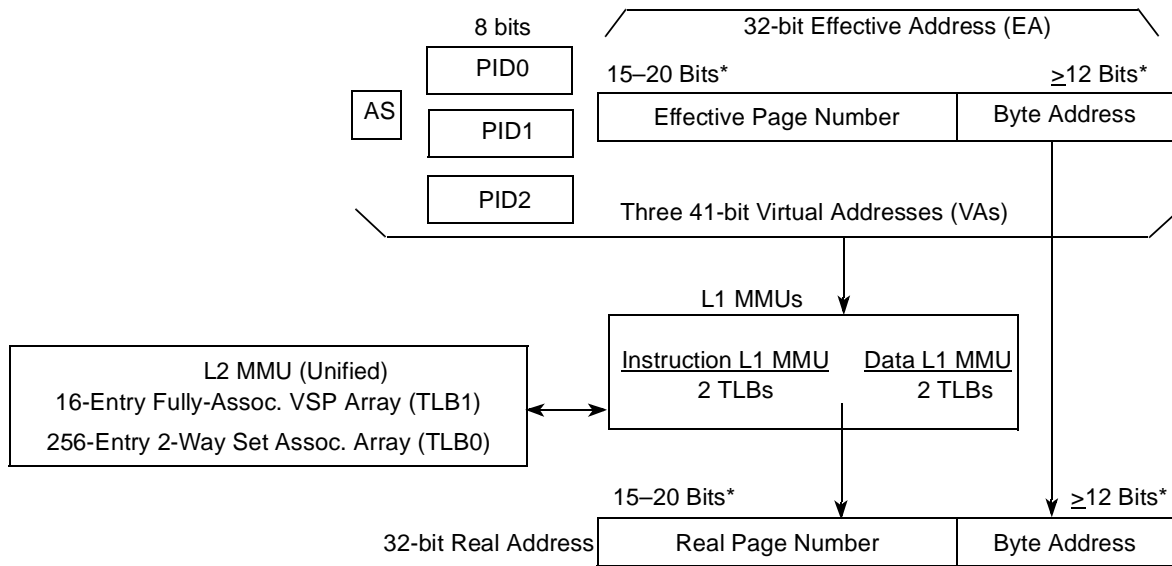 8 bits
32-bit Effective Address (EA)
PID0
15–20 Bits*
≥12 Bits*
AS
PID1
Effective Page Number
Byte Address
PID2
Three 41-bit Virtual Addresses (VAs)
L1 MMUs
Instruction L1 MMU
Data L1 MMU
2 TLBs
2 TLBs
L2 MMU (Unified)
16-Entry Fully-Assoc. VSP Array (TLB1)
256-Entry 2-Way Set Assoc. Array (TLB0)
15–20 Bits*
≥12 Bits*
32-bit Real Address
Real Page Number
Byte Address